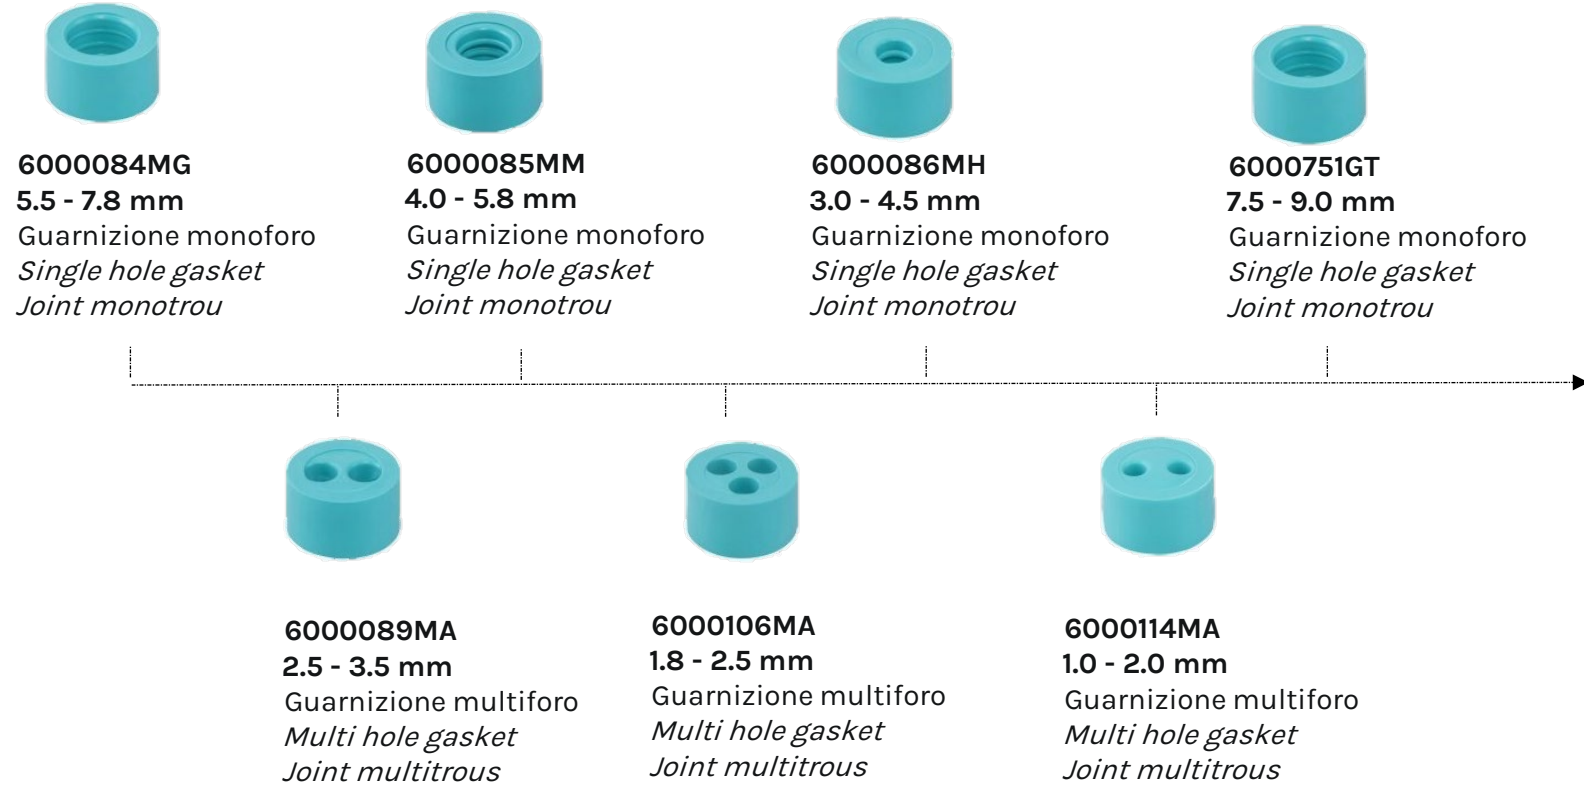 6000084MG
5.5 - 7.8 mm
Guarnizione monoforo
Single hole gasket
Joint monotrou
6000085MM
4.0 - 5.8 mm
Guarnizione monoforo
Single hole gasket
Joint monotrou
6000086MH
3.0 - 4.5 mm
Guarnizione monoforo
Single hole gasket
Joint monotrou
6000751GT
7.5 - 9.0 mm
Guarnizione monoforo
Single hole gasket
Joint monotrou
6000089MA
2.5 - 3.5 mm
Guarnizione multiforo
Multi hole gasket
Joint multitrous
6000106MA
1.8 - 2.5 mm
Guarnizione multiforo
Multi hole gasket
Joint multitrous
6000114MA
1.0 - 2.0 mm
Guarnizione multiforo
Multi hole gasket
Joint multitrous